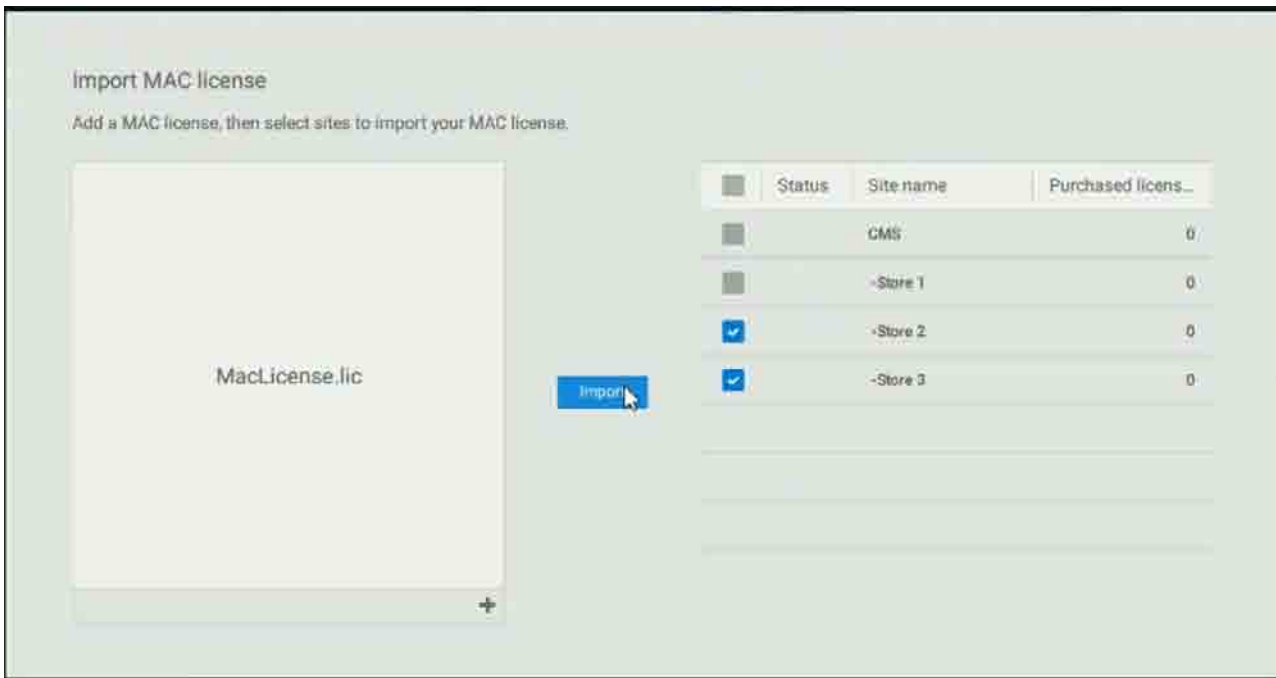 Import MAC license
Add a MAC license, then select sites to import your MAC license.
MacLicense.lic
Import
Status Site name Purchased licens...
CMS 0
-Store 1 0
-Store 2 0
-Store 3 0